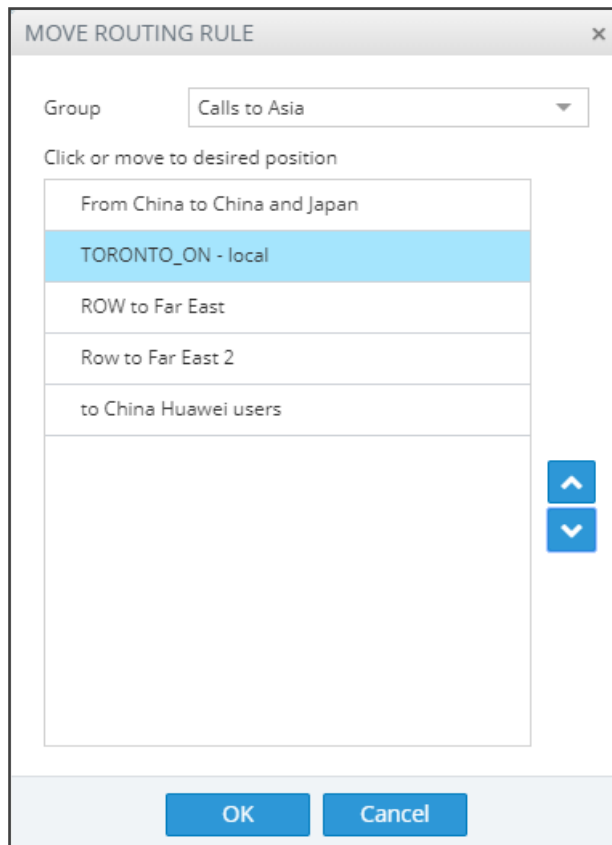 MOVE ROUTING RULE
Group
Calls to Asia
Click or move to desired position
From China to China and Japan
TORONTO_ON - local
ROW to Far East
Row to Far East 2
to China Huawei users
OK
Cancel